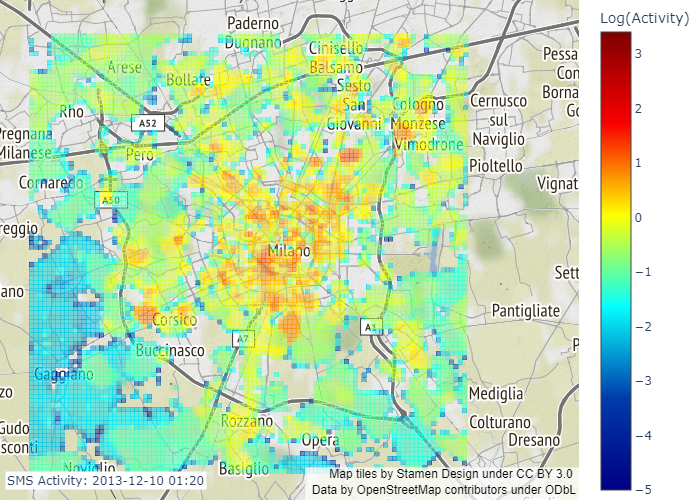 Log(Activity)
3
2
1
0
−1
−2
−3
−4
−5
Paderno
Dugnano
Cinisello
Balsamo
Arese
Bollate
Sesto
San
Giovanni
Cologno
Monzese
Vimodrone
Cernusco
sul
Naviglio
Pessa
Con
Borna
Go
Rho
A52
Pregnana
Milanese
Pero
Pioltello
Cornaredo
A50
Vignat
reggio
Milano
Sett
ano
Pantigliate
Corsico
A7
A1
Buccinasco
P
Gaggiano
zo
Mediglia
Gudo
sconti
Rozzano
Opera
Colturano
Dresano
Noviglio
Basiglio
SMS Activity: 2013-12-10 01:20
Map tiles by Stamen Design under CC BY 3.0
Data by OpenStreetMap contributors under ODbL